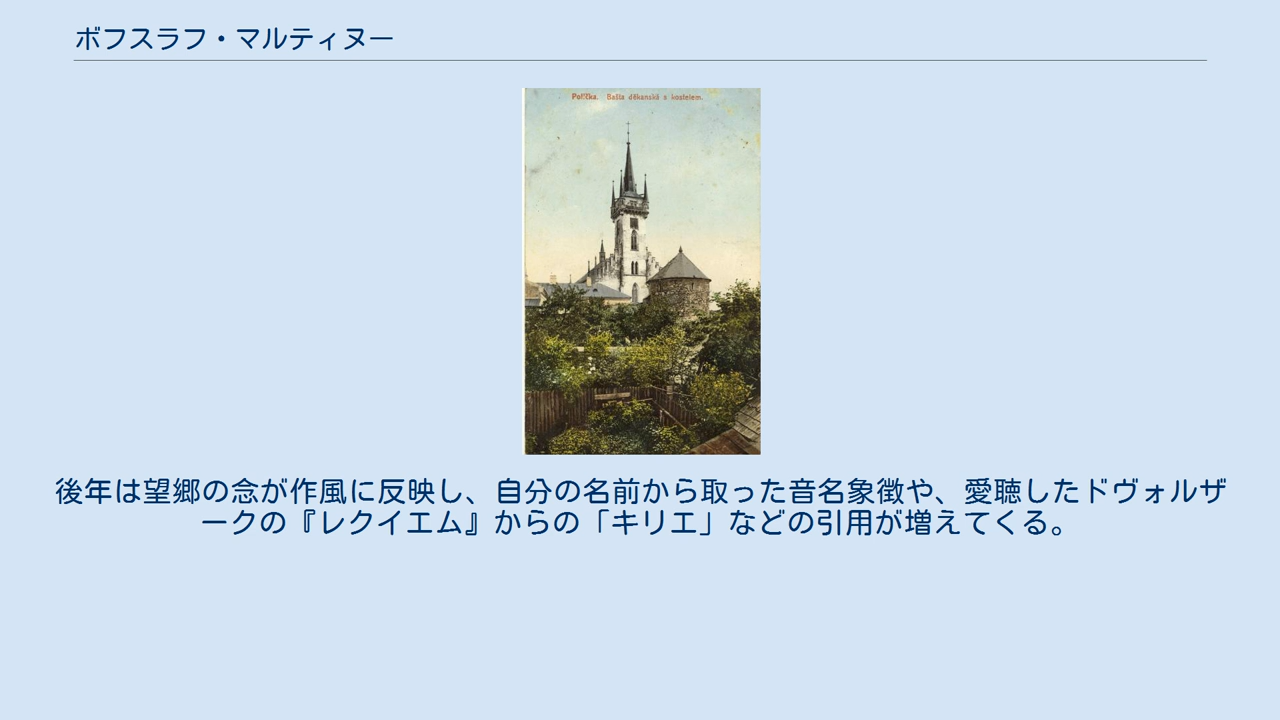 ボフスラフ・マルティヌー
Polička. Bašta děkanská s kostelem.
後年は望郷の念が作風に反映し、自分の名前から取った音名象徴や、愛聴したドヴォルザ
ークの『レクイエム』からの「キリエ」などの引用が増えてくる。